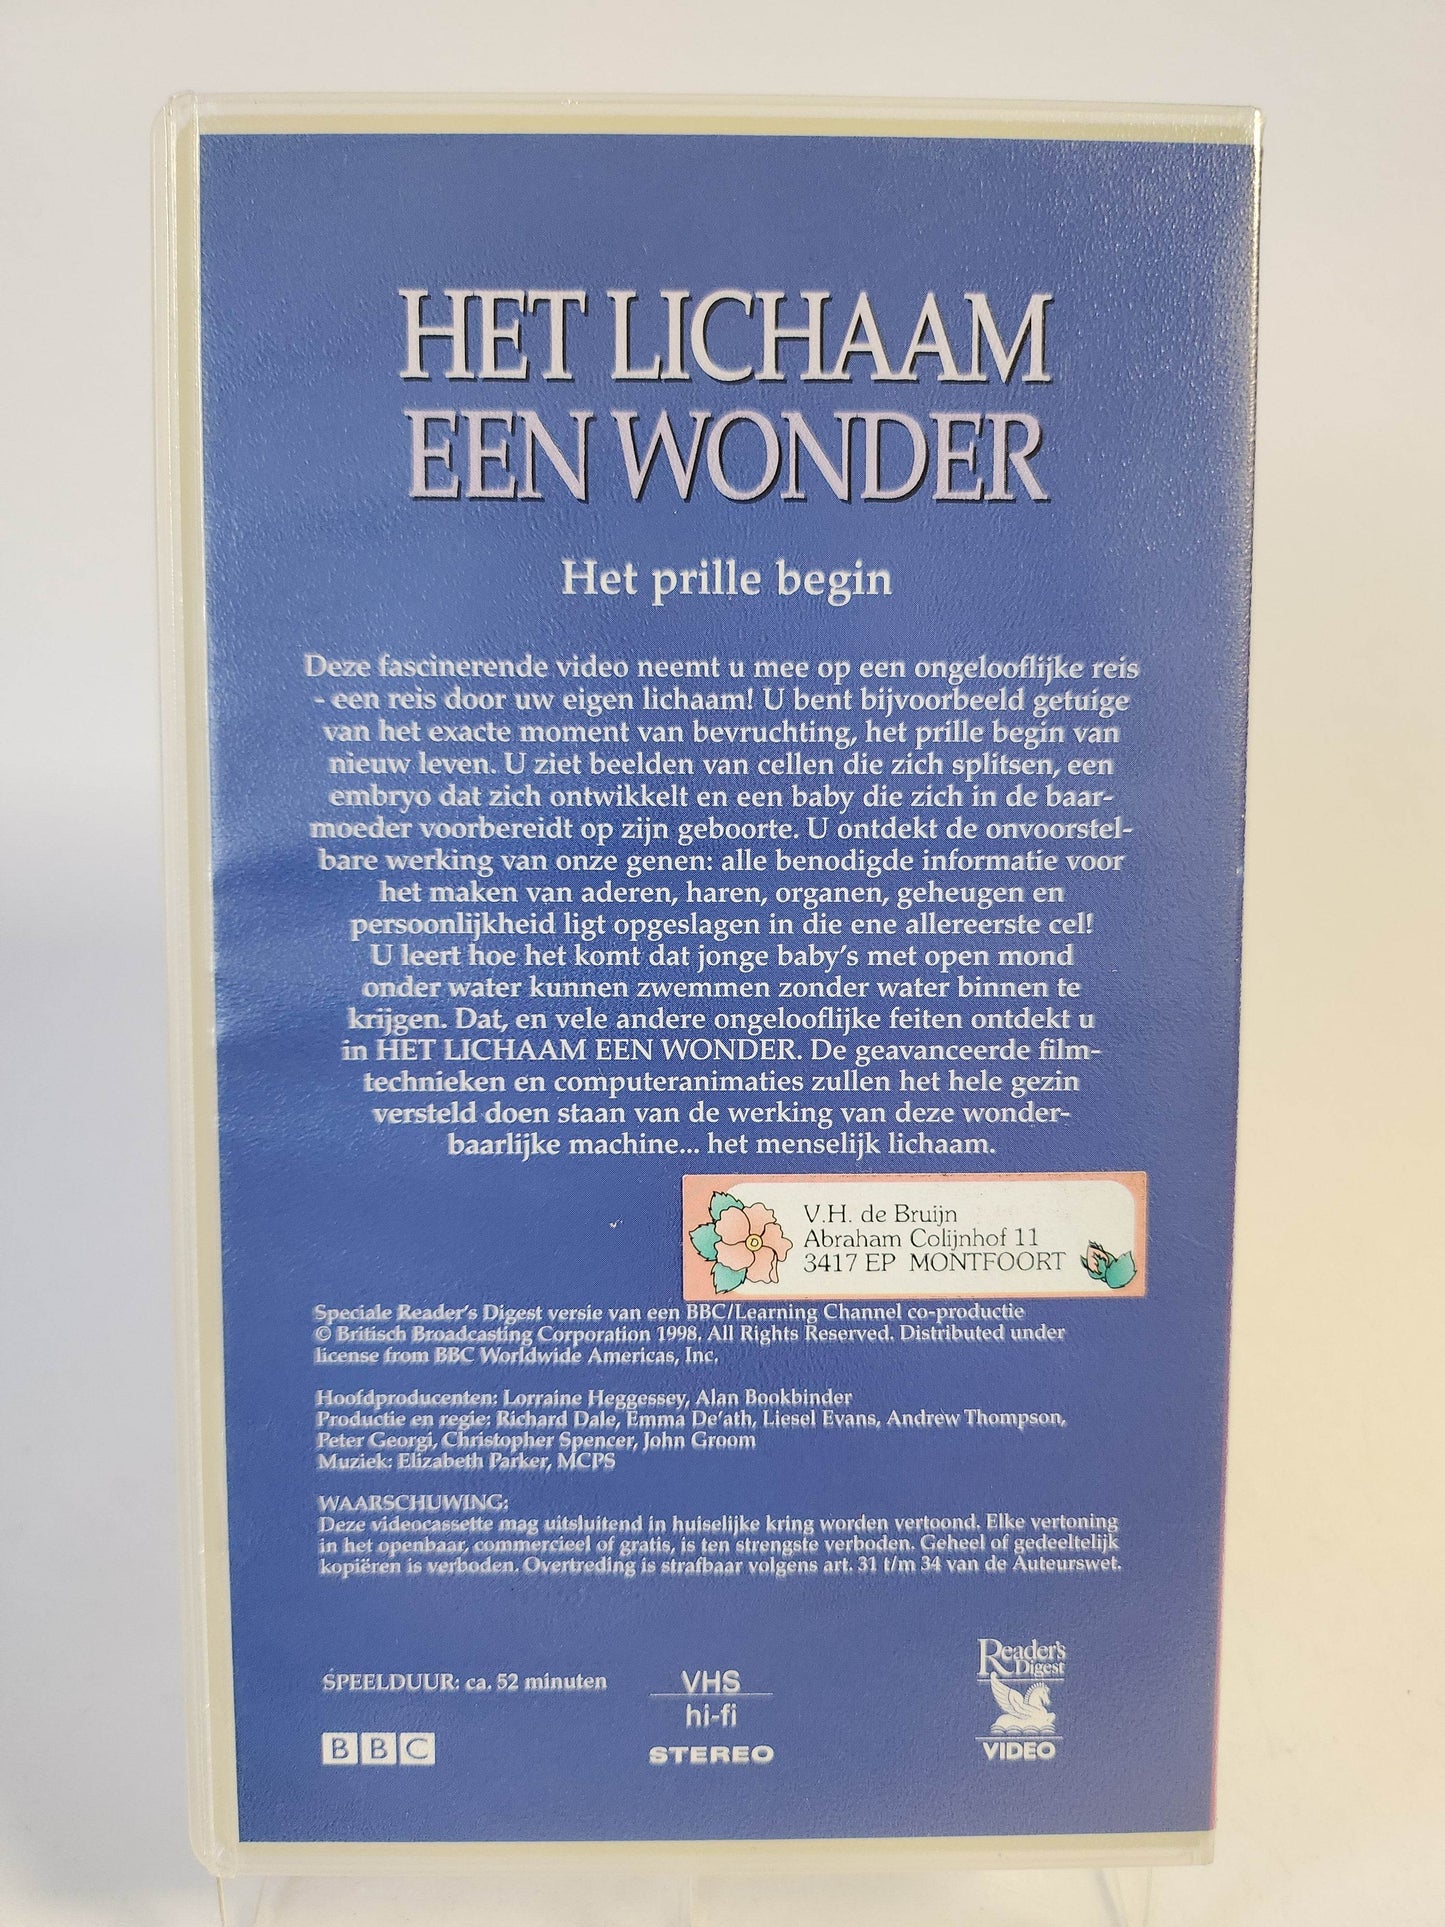 HET LICHAAM
EEN WONDER
Het prille begin
Deze fascinerende video neemt u mee op een ongelooflijke reis
- een reis door uw eigen lichaam! U bent bijvoorbeeld getuige
van het exacte moment van bevruchting, het prille begin van
nieuw leven. U ziet beelden van cellen die zich splitsen, een
embryo dat zich ontwikkelt en een baby die zich in de baar-
moeder voorbereidt op zijn geboorte. U ontdekt de onvoorstel-
bare werking van onze genen: alle benodigde informatie voor
het maken van aderen, haren, organen, geheugen en
persoonlijkheid ligt opgeslagen in die ene allereerste cel!
U leert hoe het komt dat jonge baby's met open mond
onder water kunnen zwemmen zonder water binnen te
krijgen. Dat, en vele andere ongelooflijke feiten ontdekt u
in HET LICHAAM EEN WONDER. De geavanceerde film-
technieken en computeranimaties zullen het hele gezin
versteld doen staan van de werking van deze wonder-
baarlijke machine... het menselijk lichaam.
V.H. de Bruijn
Abraham Colijnhof 11
3417 EP MONTFOORT
Speciale Reader's Digest versie van een BBC/Learning Channel co-productie
© Britisch Broadcasting Corporation 1998. All Rights Reserved. Distributed under
license from BBC Worldwide Americas, Inc.
Hoofdproducenten: Lorraine Heggessey, Alan Bookbinder
Productie en regie: Richard Dale, Emma De'ath, Liesel Evans, Andrew Thompson,
Peter Georgi, Christopher Spencer, John Groom
Muziek: Elizabeth Parker, MCPS
WAARSCHUWING:
Deze videocassette mag uitsluitend in huiselijke kring worden vertoond. Elke vertoning
in het openbaar, commercieel of gratis, is ten strengste verboden. Geheel of gedeeltelijk
kopiëren is verboden. Overtreding is strafbaar volgens art. 31 t/m 34 van de Auteurswet.
SPEELDUUR: ca. 52 minuten
BBC
VHS
hi-fi
STEREO
Reader's
Digest
VIDEO